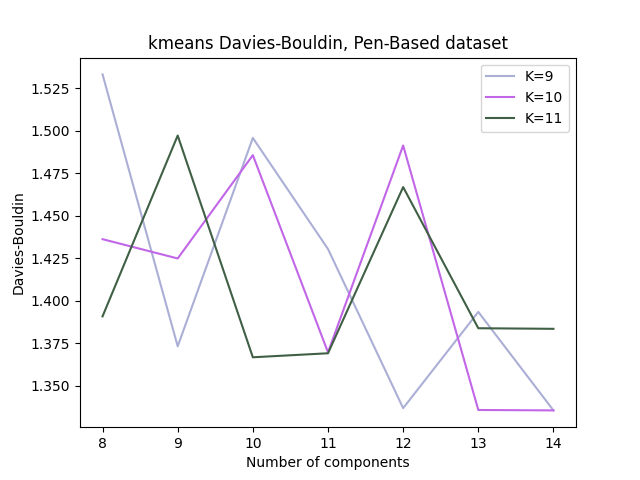 kmeans Davies-Bouldin, Pen-Based dataset
K=9
K=10
K=11
Davies-Bouldin
1.525
1.500
1.475
1.450
1.425
1.400
1.375
1.350
8 9 10 11 12 13 14
Number of components